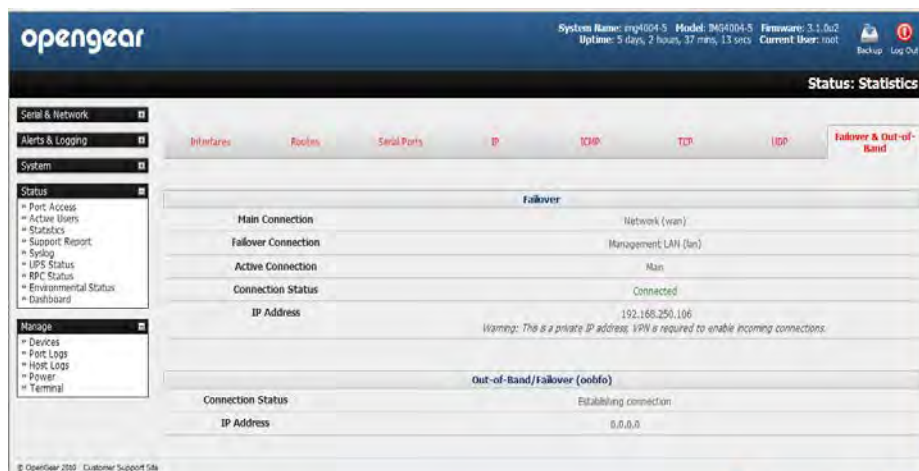 opengear
System Name: img4004-5 Model: IMG4004-5 Firmware: 3.1.0u2
Uptime: 5 days, 2 hours, 37 mins, 13 secs Current User: root
Backup Log Out
Status: Statistics
Serial & Network
Alerts & Logging
System
Status
Port Access
Active Users
Statistics
Support Report
Syslog
UPS Status
RPC Status
Environmental Status
Dashboard
Manage
Devices
Port Logs
Host Logs
Power
Terminal
Interfaces Routes Serial Ports IP ICMP TCP UDP Failover & Out-of-
Band
Failover
Main Connection Network (wan)
Failover Connection Management LAN (lan)
Active Connection Main
Connection Status Connected
IP Address 192.168.250.106
Warning: This is a private IP address, VPN is required to enable incoming connections.
Out-of-Band/Failover (oobfo)
Connection Status Establishing connection
IP Address 0.0.0.0
© OpenGear 2010 Customer Support Site